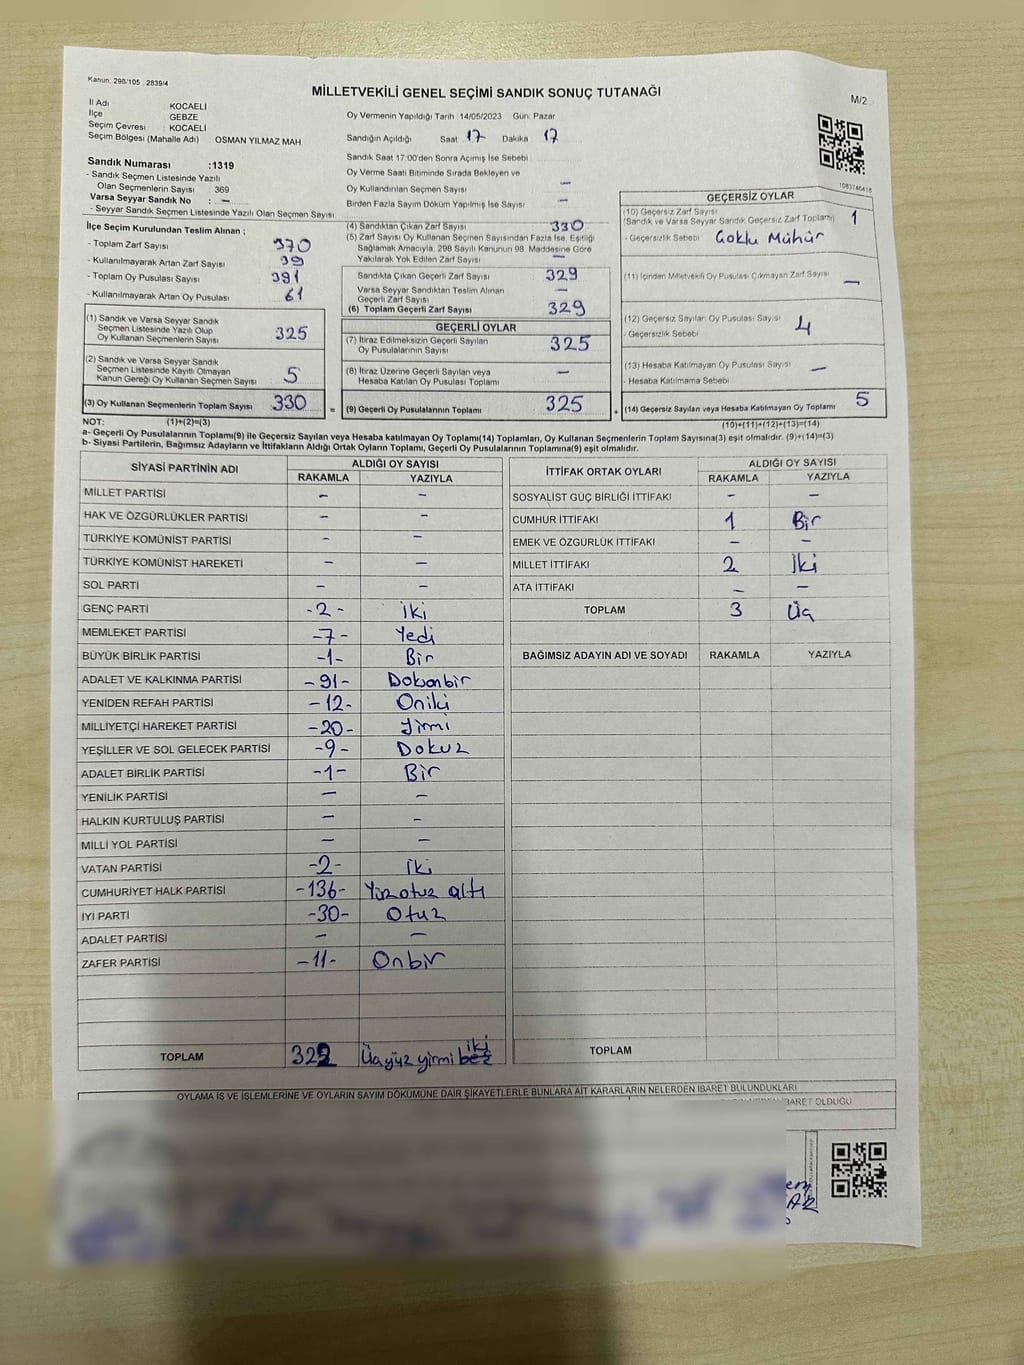 Kanun: 298/105 , 2839/4
MİLLETVEKİLİ GENEL SEÇİMİ SANDIK SONUÇ TUTANAĞI
M/2
İl Adı KOCAELİ
İlçe GEBZE
Seçim Çevresi : KOCAELİ
Seçim Bölgesi (Mahalle Adı) : OSMAN YILMAZ MAH.
Sandık Numarası :1319
- Sandık Seçmen Listesinde Yazılı
Olan Seçmenlerin Sayısı : 369
Varsa Seyyar Sandık No : -
- Seyyar Sandık Seçmen Listesinde Yazılı Olan Seçmen Sayısı
Oy Vermenin Yapıldığı Tarih :14/05/2023 Gün: Pazar
Sandığın Açıldığı Saat 17 Dakika 17
Sandık Saat 17:00'den Sonra Açılmış İse Sebebi
Oy Verme Saati Bitiminde Sırada Bekleyen ve
Oy Kullandırılan Seçmen Sayısı -
Birden Fazla Sayım Döküm Yapılmış İse Sayısı -
1083746418
İlçe Seçim Kurulundan Teslim Alınan ;
- Toplam Zarf Sayısı 370
- Kullanılmayarak Artan Zarf Sayısı 39
- Toplam Oy Pusulası Sayısı 391
- Kullanılmayarak Artan Oy Pusulası 61
(1) Sandık ve Varsa Seyyar Sandık
Seçmen Listesinde Yazılı Olup
Oy Kullanan Seçmenlerin Sayısı 325
(2) Sandık ve Varsa Seyyar Sandık
Seçmen Listesinde Kayıtlı Olmayan
Kanun Gereği Oy Kullanan Seçmen Sayısı 5
(3) Oy Kullanan Seçmenlerin Toplam Sayısı 330
(4) Sandıktan Çıkan Zarf Sayısı 330
(5) Zarf Sayısı Oy Kullanan Seçmen Sayısından Fazla İse, Eşitliği
Sağlamak Amacıyla, 298 Sayılı Kanunun 98. Maddesine Göre
Yakılarak Yok Edilen Zarf Sayısı -
Sandıkta Çıkan Geçerli Zarf Sayısı 329
Varsa Seyyar Sandıktan Teslim Alınan
Geçerli Zarf Sayısı -
(6) Toplam Geçerli Zarf Sayısı 329
GEÇERLİ OYLAR
(7) İtiraz Edilmeksizin Geçerli Sayılan
Oy Pusulalarının Sayısı 325
(8) İtiraz Üzerine Geçerli Sayılan veya
Hesaba Katılan Oy Pusulası Toplamı -
= (9) Geçerli Oy Pusulalarının Toplamı 325
GEÇERSİZ OYLAR
(10) Geçersiz Zarf Sayısı
(Sandık ve Varsa Seyyar Sandık Geçersiz Zarf Toplamı) 1
- Geçersizlik Sebebi Çoklu Mühür
(11) İçinden Milletvekili Oy Pusulası Çıkmayan Zarf Sayısı -
(12) Geçersiz Sayılan Oy Pusulası Sayısı 4
- Geçersizlik Sebebi
(13) Hesaba Katılmayan Oy Pusulası Sayısı -
- Hesaba Katılmama Sebebi
+ (14) Geçersiz Sayılan veya Hesaba Katılmayan Oy Toplamı 5
NOT: (1)+(2)=(3) (10)+(11)+(12)+(13)=(14)
a- Geçerli Oy Pusulasının Toplamı(9) ile Geçersiz Sayılan veya Hesaba katılmayan Oy Toplamı(14) Toplamları, Oy Kullanan Seçmenlerin Toplam Sayısına(3) eşit olmalıdır. (9)+(14)=(3)
b- Siyasi Partilerin, Bağımsız Adayların ve İttifakların Aldığı Ortak Oyların Toplamı, Geçerli Oy Pusulalarının Toplamına(9) eşit olmalıdır.
SİYASİ PARTİNİN ADI ALDIĞI OY SAYISI
RAKAMLA YAZIYLA
MİLLET PARTİSİ - -
HAK VE ÖZGÜRLÜKLER PARTİSİ - -
TÜRKİYE KOMÜNİST PARTİSİ - -
TÜRKİYE KOMÜNİST HAREKETİ - -
SOL PARTİ - -
GENÇ PARTİ -2- iki
MEMLEKET PARTİSİ -7- Yedi
BÜYÜK BİRLİK PARTİSİ -1- Bir
ADALET VE KALKINMA PARTİSİ -91- Doksanbir
YENİDEN REFAH PARTİSİ -12- Oniki
MİLLİYETÇİ HAREKET PARTİSİ -20- yirmi
YEŞİLLER VE SOL GELECEK PARTİSİ -9- Dokuz
ADALET BİRLİK PARTİSİ -1- Bir
YENİLİK PARTİSİ - -
HALKIN KURTULUŞ PARTİSİ - -
MİLLİ YOL PARTİSİ - -
VATAN PARTİSİ -2- iki
CUMHURİYET HALK PARTİSİ -136- Yüzotuz altı
İYİ PARTİ -30- Otuz
ADALET PARTİSİ - -
ZAFER PARTİSİ -11- Onbir
TOPLAM 322 Üçyüz yirmi beş iki
İTTİFAK ORTAK OYLARI ALDIĞI OY SAYISI
RAKAMLA YAZIYLA
SOSYALİST GÜÇ BİRLİĞİ İTTİFAKI - -
CUMHUR İTTİFAKI 1 Bir
EMEK VE ÖZGÜRLÜK İTTİFAKI - -
MİLLET İTTİFAKI 2 İki
ATA İTTİFAKI - -
TOPLAM 3 Üç
BAĞIMSIZ ADAYIN ADI VE SOYADI RAKAMLA YAZIYLA
TOPLAM
OYLAMA İŞ VE İŞLEMLERİNE VE OYLARIN SAYIM DÖKÜMÜNE DAİR ŞİKAYETLERLE BUNLARA AİT KARARLARIN NELERDEN İBARET BULUNDUKLARI
İBARET OLDUĞU